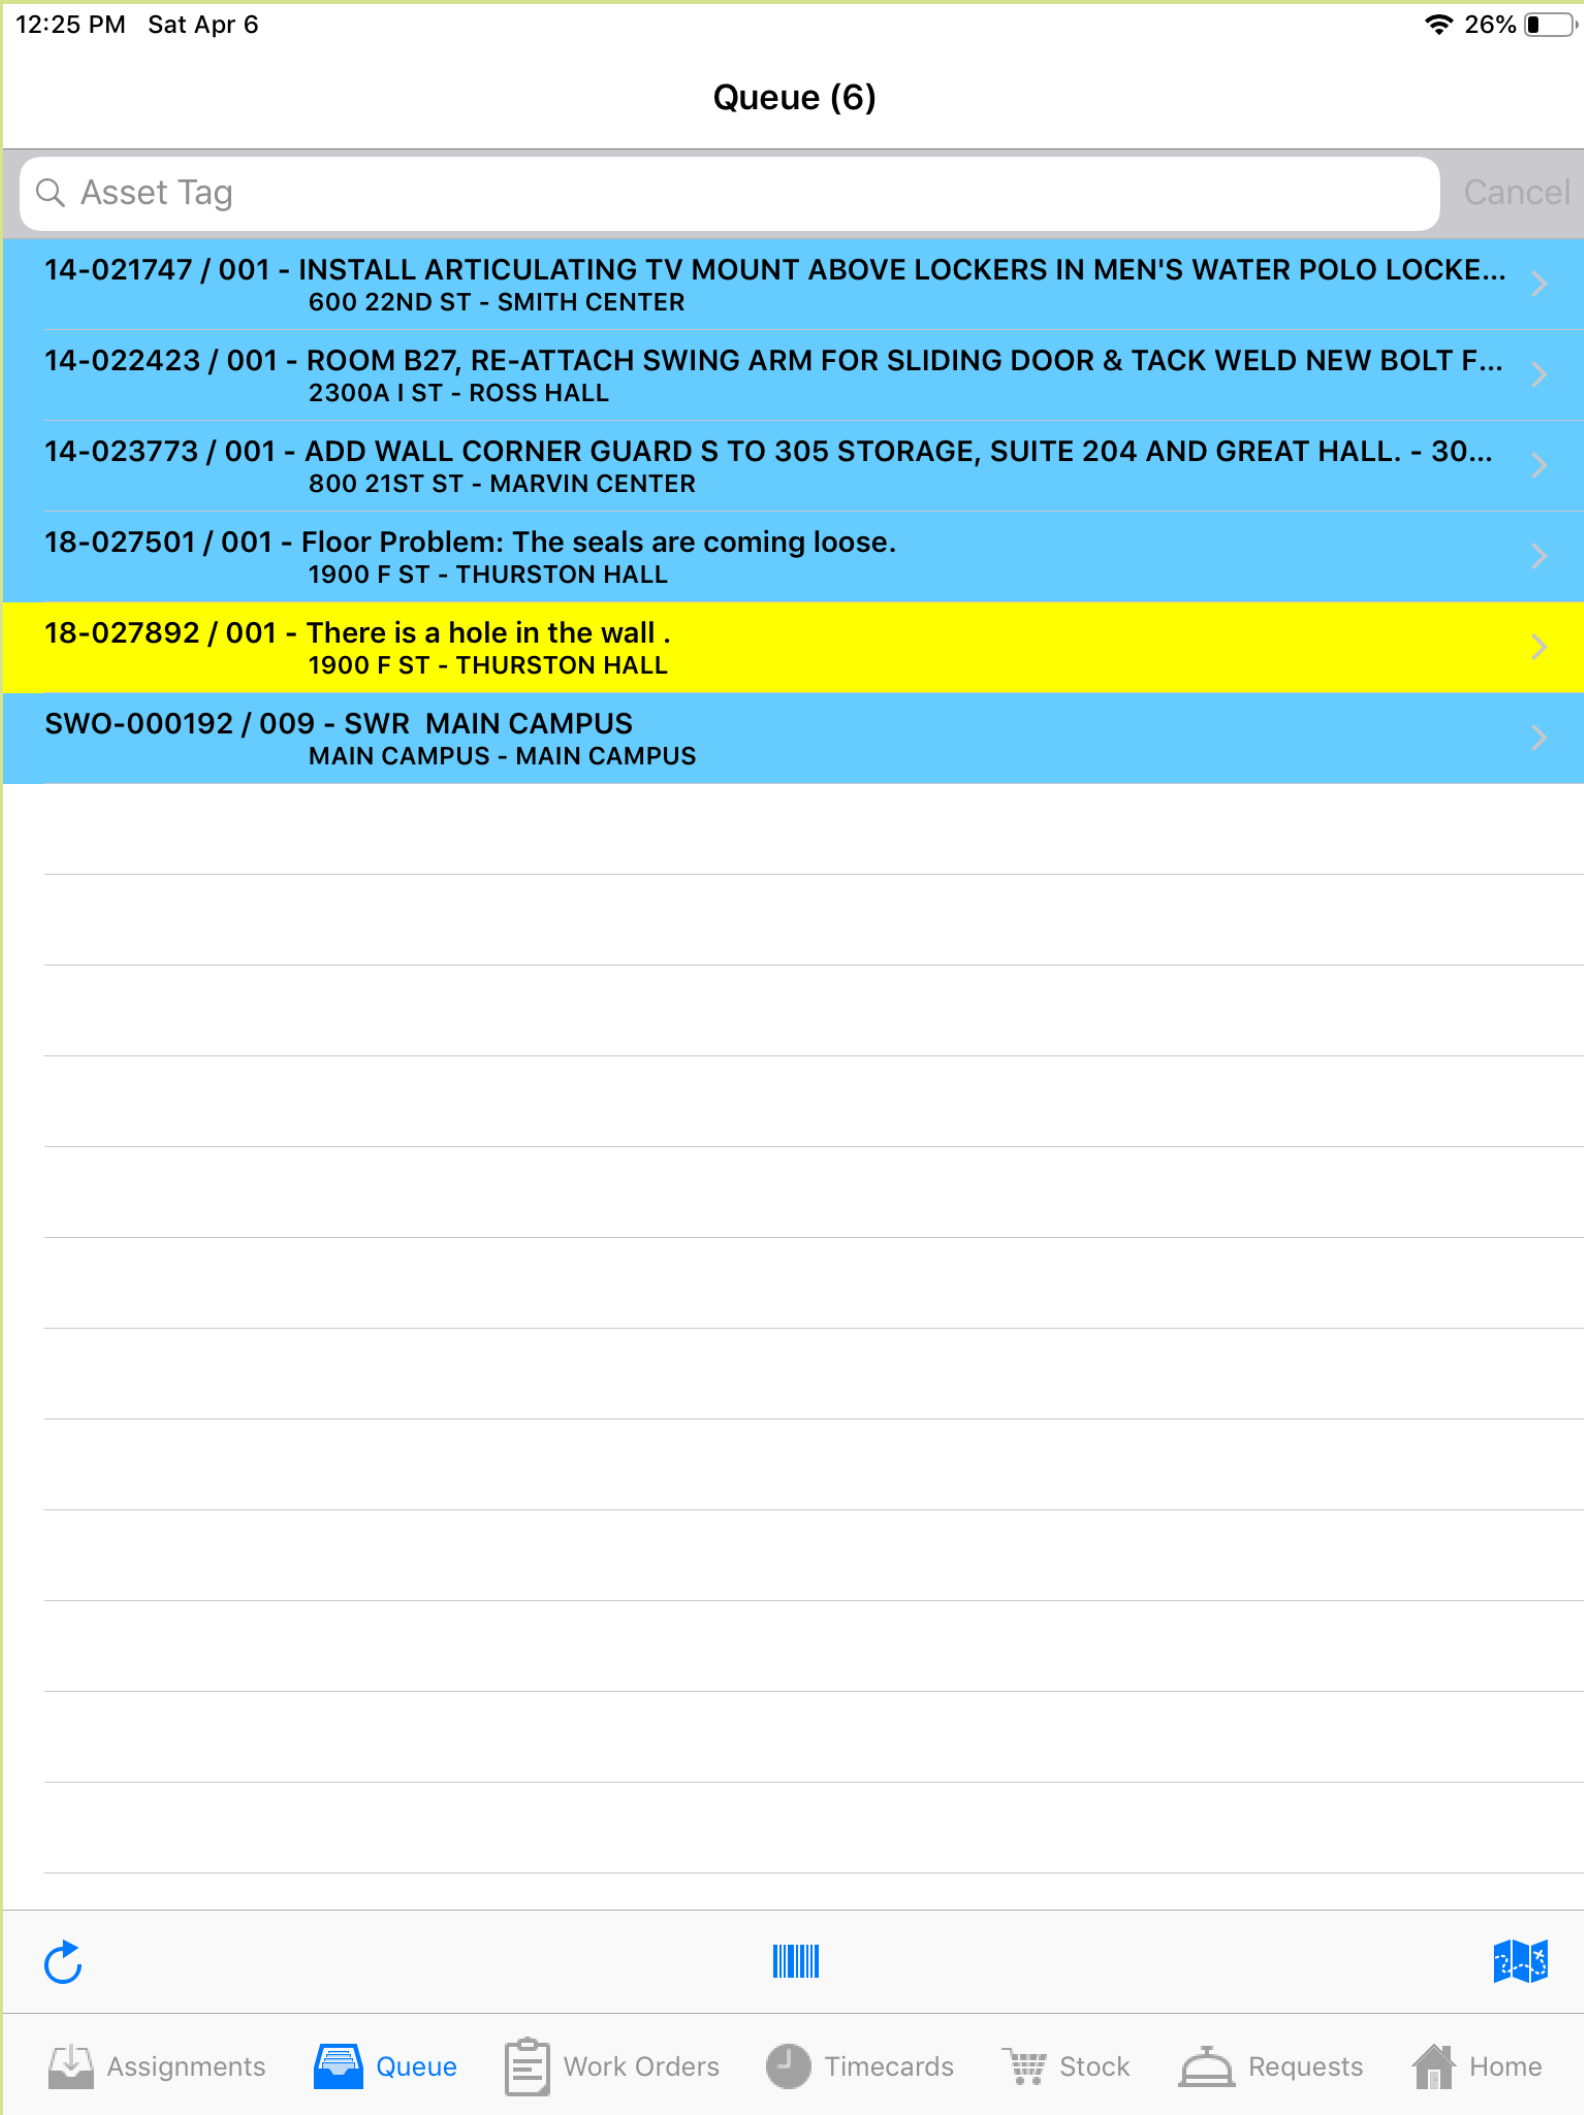 12:25 PM Sat Apr 6 26%
Queue (6)
Asset Tag Cancel
14-021747 / 001 - INSTALL ARTICULATING TV MOUNT ABOVE LOCKERS IN MEN'S WATER POLO LOCKE...
600 22ND ST - SMITH CENTER
14-022423 / 001 - ROOM B27, RE-ATTACH SWING ARM FOR SLIDING DOOR & TACK WELD NEW BOLT F...
2300A I ST - ROSS HALL
14-023773 / 001 - ADD WALL CORNER GUARD S TO 305 STORAGE, SUITE 204 AND GREAT HALL. - 30...
800 21ST ST - MARVIN CENTER
18-027501 / 001 - Floor Problem: The seals are coming loose.
1900 F ST - THURSTON HALL
18-027892 / 001 - There is a hole in the wall .
1900 F ST - THURSTON HALL
SWO-000192 / 009 - SWR  MAIN CAMPUS
MAIN CAMPUS - MAIN CAMPUS
Assignments Queue Work Orders Timecards Stock Requests Home